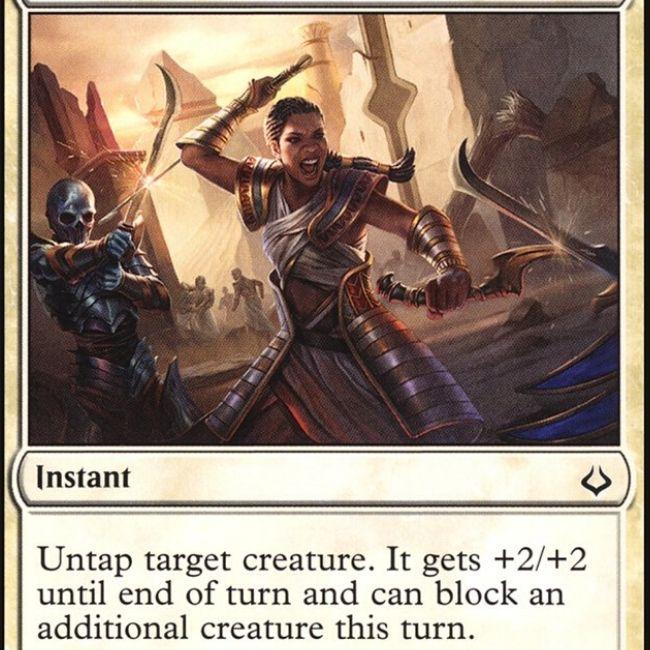 Instant
Untap target creature. It gets +2/+2
until end of turn and can block an
additional creature this turn.